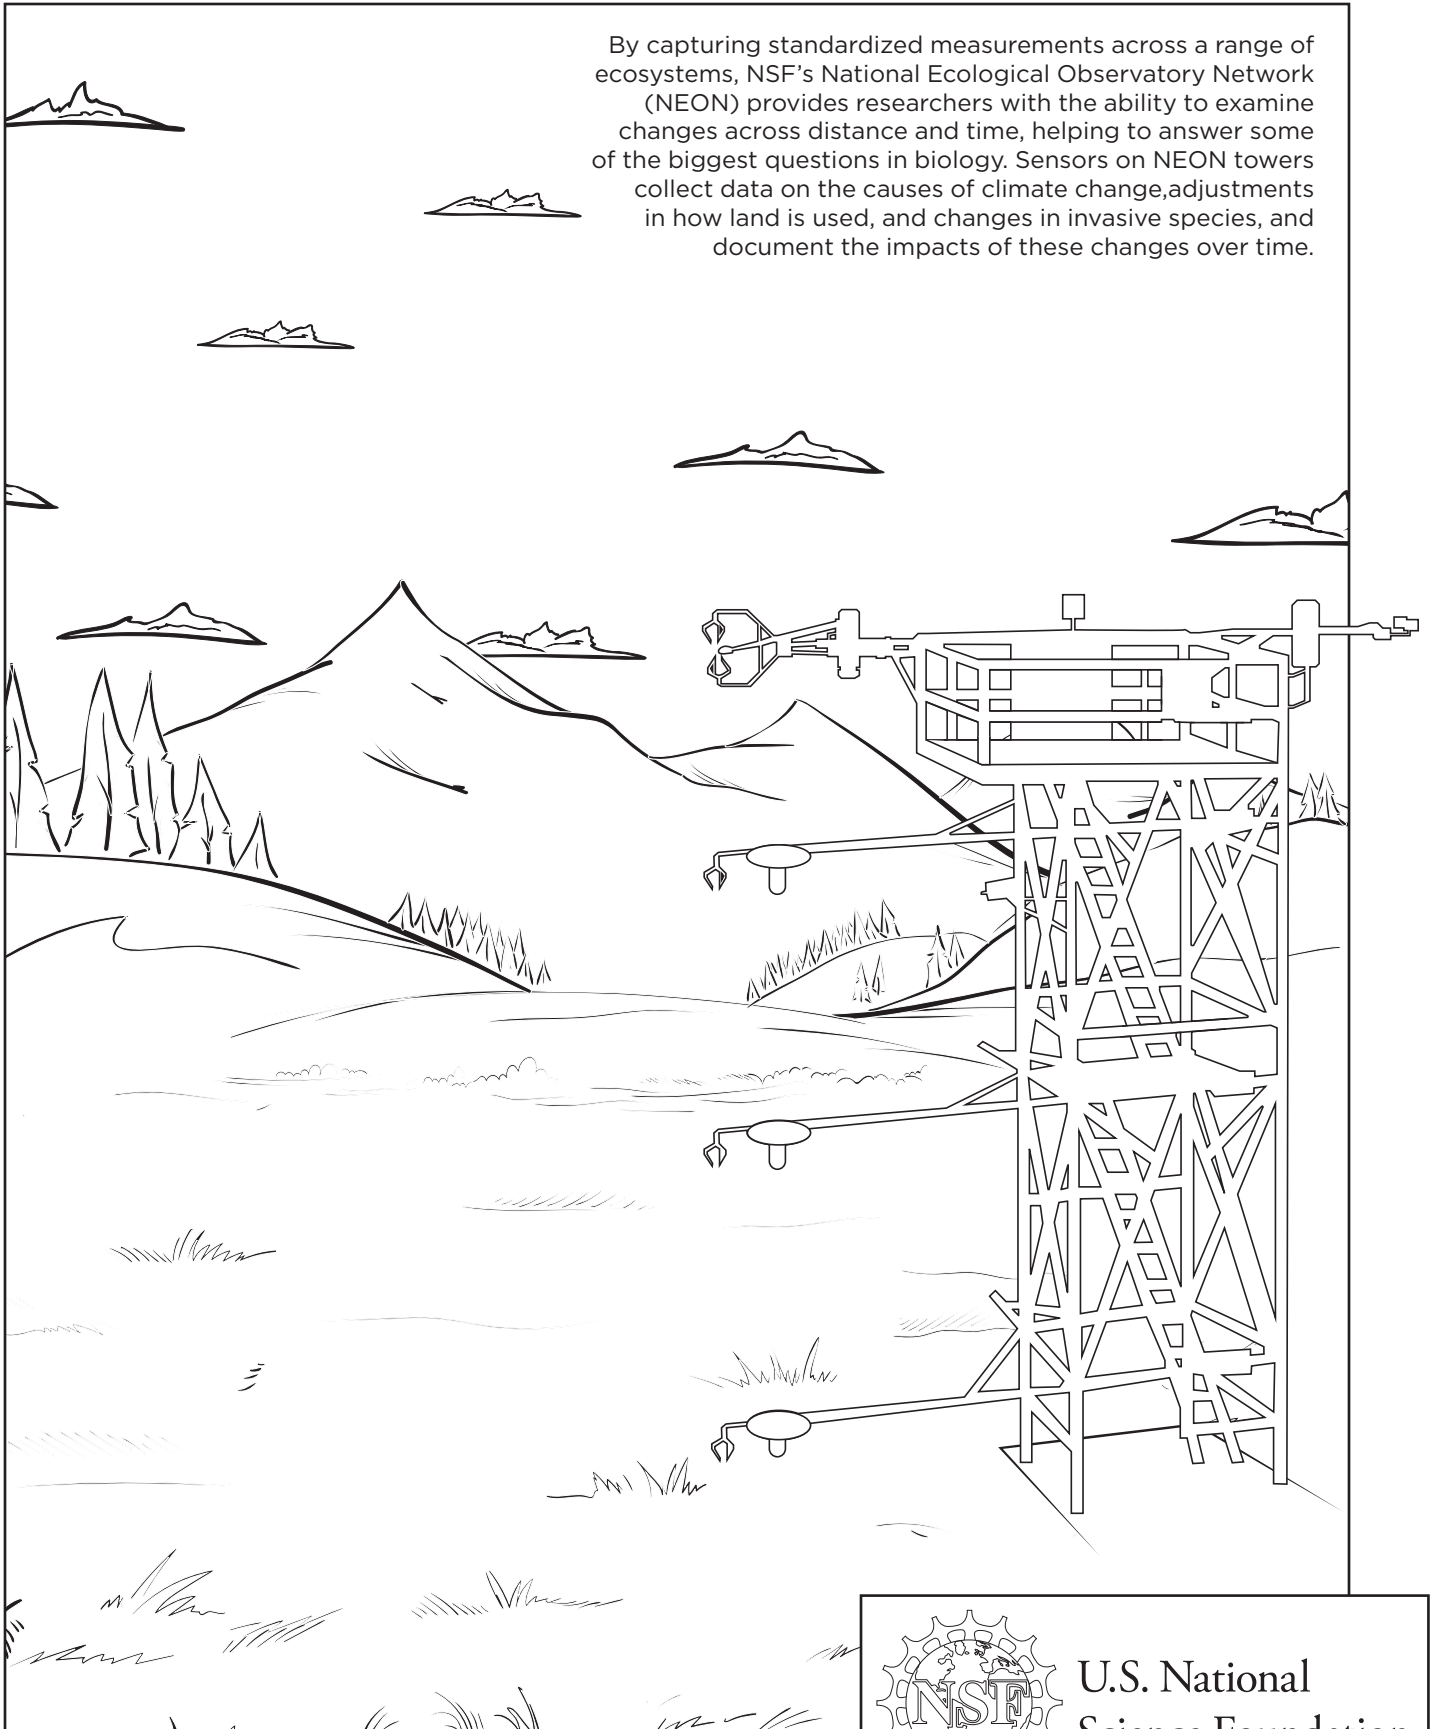 By capturing standardized measurements across a range of
ecosystems, NSF’s National Ecological Observatory Network
(NEON) provides researchers with the ability to examine
changes across distance and time, helping to answer some
of the biggest questions in biology. Sensors on NEON towers
collect data on the causes of climate change,adjustments
in how land is used, and changes in invasive species, and
document the impacts of these changes over time.
NSF
U.S. National
Science Foundation